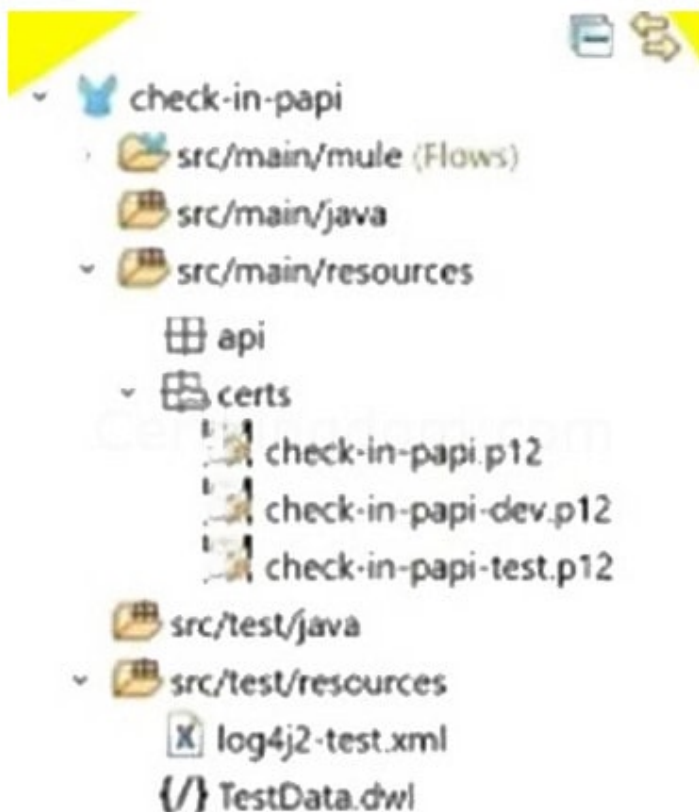 check-in-papi
src/main/mule (Flows)
src/main/java
src/main/resources
api
certs
check-in-papi.p12
check-in-papi-dev.p12
check-in-papi-test.p12
src/test/java
src/test/resources
log4j2-test.xml
{/} TestData.dwl